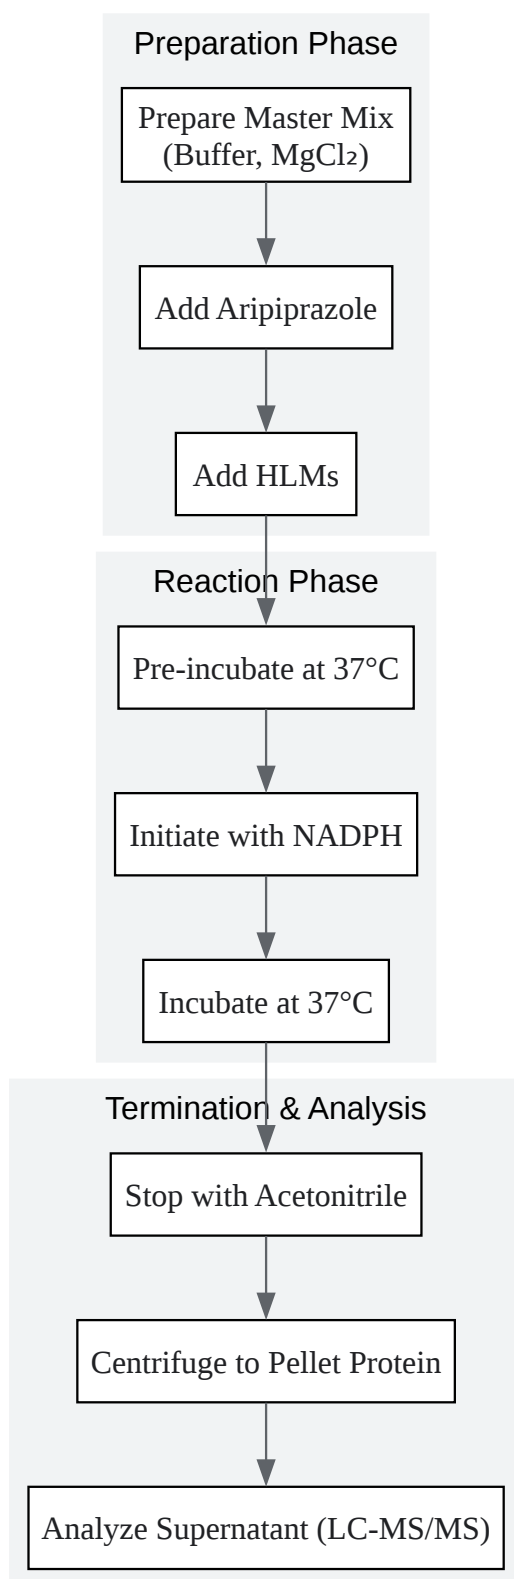 Preparation Phase
Prepare Master Mix
(Buffer, MgCl₂)
Add Aripiprazole
Add HLMs
Reaction Phase
Pre-incubate at 37°C
Initiate with NADPH
Incubate at 37°C
Termination & Analysis
Stop with Acetonitrile
Centrifuge to Pellet Protein
Analyze Supernatant (LC-MS/MS)